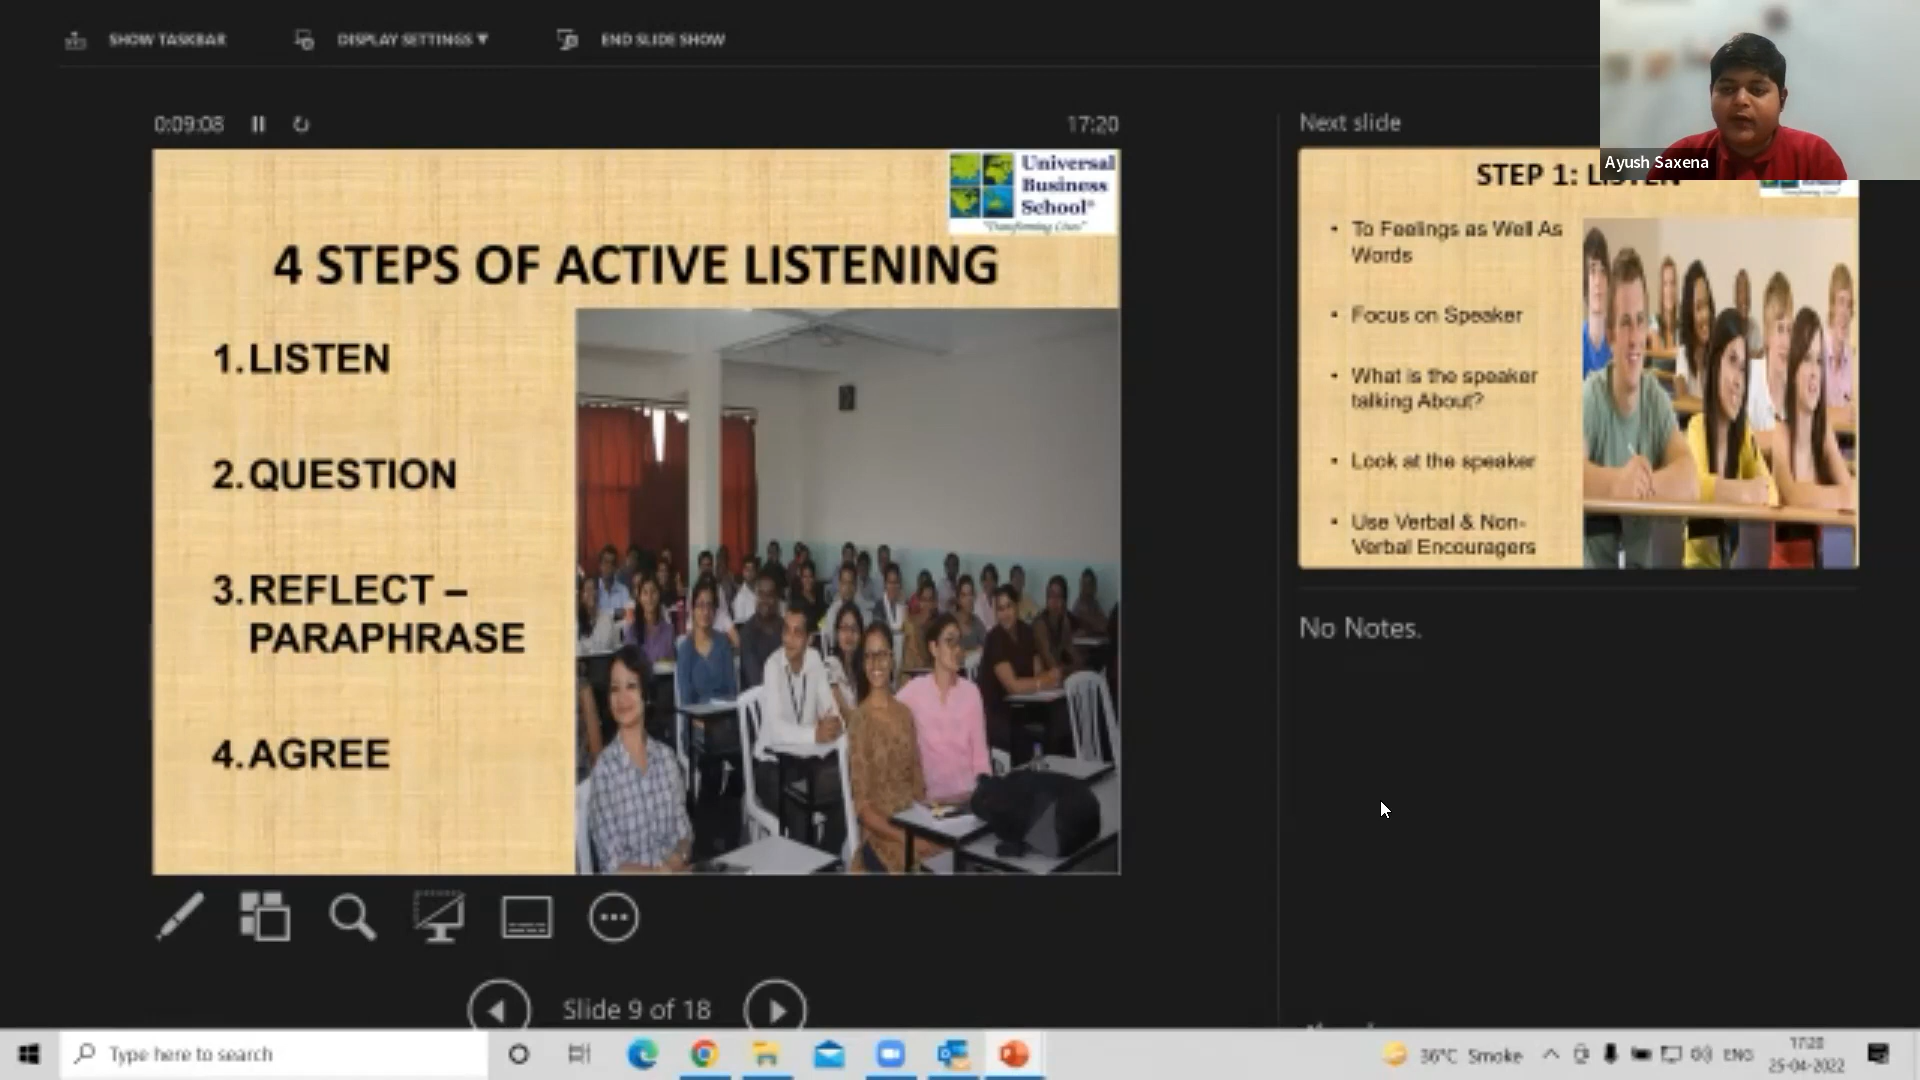 SHOW TASKBAR
DISPLAY SETTINGS ▼
END SLIDE SHOW
0:09:08
17:20
Universal
Business
School®
"Transforming Lives"
4 STEPS OF ACTIVE LISTENING
1. LISTEN
2. QUESTION
3. REFLECT –
PARAPHRASE
4. AGREE
Slide 9 of 18
Next slide
Ayush Saxena
STEP 1: LISTEN
• To Feelings as Well As
Words
• Focus on Speaker
• What is the speaker
talking About?
• Look at the speaker
• Use Verbal & Non-
Verbal Encouragers
No Notes.
Type here to search
36°C Smoke
ENG
17:20
25-04-2022